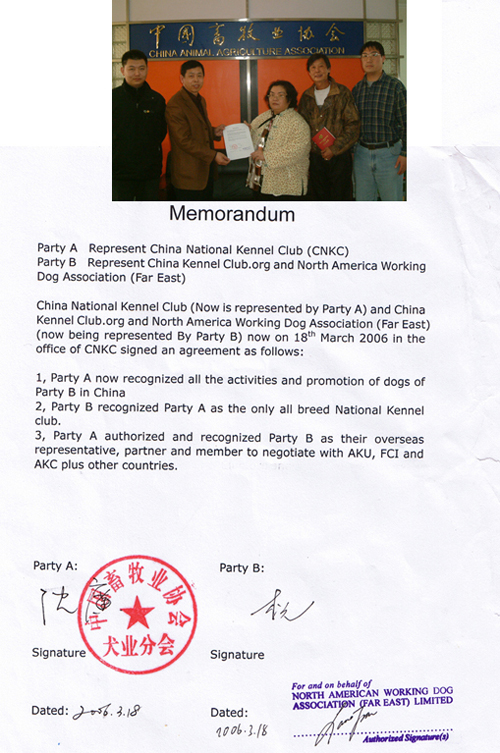 中国畜牧业协会
CHINA ANIMAL AGRICULTURE ASSOCIATION
Memorandum
Party A Represent China National Kennel Club (CNKC)
Party B Represent China Kennel Club.org and North America Working
Dog Association (Far East)
China National Kennel Club (Now is represented by Party A) and China
Kennel Club.org and North America Working Dog Association (Far East)
(now being represented By Party B) now on 18th March 2006 in the
office of CNKC signed an agreement as follows:
1, Party A now recognized all the activities and promotion of dogs of
Party B in China
2, Party B recognized Party A as the only all breed National Kennel
club.
3, Party A authorized and recognized Party B as their overseas
representative, partner and member to negotiate with AKU, FCI and
AKC plus other countries.
Party A:
Party B:
中国畜牧业协会
犬业分会
Signature
Signature
Dated: 2006.3.18
Dated:
2006.3.18
For and on behalf of
NORTH AMERICAN WORKING DOG
ASSOCIATION (FAR EAST) LIMITED
Authorized Signature(s)